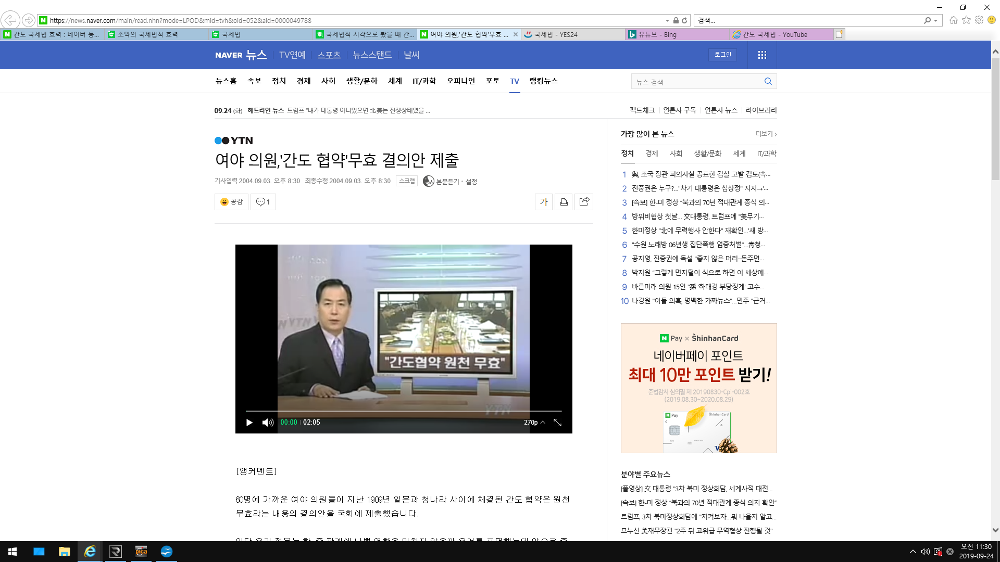 https://news.naver.com/main/read.nhn?mode=LPOD&mid=tvh&oid=052&aid=0000049788
검색...
간도 국제법 효력 : 네이버 동...
조약의 국제법적 효력
국제법
국제법적 시각으로 봤을 때 간...
여야 의원,'간도 협약'무효 ...
국제법 - YES24
유튜브 - Bing
간도 국제법 - YouTube
NAVER 뉴스 TV연예 스포츠 뉴스스탠드 날씨
로그인
뉴스홈 속보 정치 경제 사회 생활/문화 세계 IT/과학 오피니언 포토 TV 랭킹뉴스
뉴스 검색
09.24 (화) 헤드라인 뉴스 트럼프 "내가 대통령 아니었으면 北美는 전쟁상태였을 ...
팩트체크 언론사 구독 언론사 뉴스 라이브러리
YTN
여야 의원,'간도 협약'무효 결의안 제출
기사입력 2004.09.03. 오후 8:30 최종수정 2004.09.03. 오후 8:30 스크랩 본문듣기 · 설정
공감 1
가
YTN
"간도협약 원천 무효"
YTN
00:00 02:05
270p
[앵커멘트]
60명에 가까운 여야 의원들이 지난 1909년 일본과 청나라 사이에 체결된 간도 협약은 원천
무효라는 내용의 결의안을 국회에 제출했습니다.
가장 많이 본 뉴스 더보기
정치 경제 사회 생활/문화 세계 IT/과학
1 與, 조국 장관 피의사실 공표한 검찰 고발 검토(속...
2 진중권은 누구?..."차기 대통령은 심상정" 지지→'...
3 [속보] 한-미 정상 "북과의 70년 적대관계 종식 의...
4 방위비협상 첫날... 文대통령, 트럼프에 "美무기...
5 한미정상 "北에 무력행사 안한다" 재확인...'새 방...
6 "수원 노래방 06년생 집단폭행 엄중처벌"...靑청...
7 공지영, 진중권에 독설 "좋지 않은 머리…돈주면...
8 박지원 "그렇게 먼지털이 식으로 하면 이 세상에...
9 바른미래 의원 15인 "孫 '하태경 부당징계' 고수...
10 나경원 "아들 의혹, 명백한 가짜뉴스"...민주 "근거...
N Pay × ShinhanCard
네이버페이 포인트
최대 10만 포인트 받기!
준법감시 심의필 제 20190830-Cpi-002호
(2019.08.30~2020.08.29)
N Pay ShinhanCard
분야별 주요뉴스
[풀영상] 文 대통령 "3차 북미 정상회담, 세계사적 대전...
[속보] 한-미 정상 "북과의 70년 적대관계 종식 의지 확인"
트럼프, 3차 북미정상회담에 "지켜보자...뭐 나올지 알고...
므누신 美재무장관 "2주 뒤 고위급 무역협상 진행될 것"
오전 11:30
2019-09-24